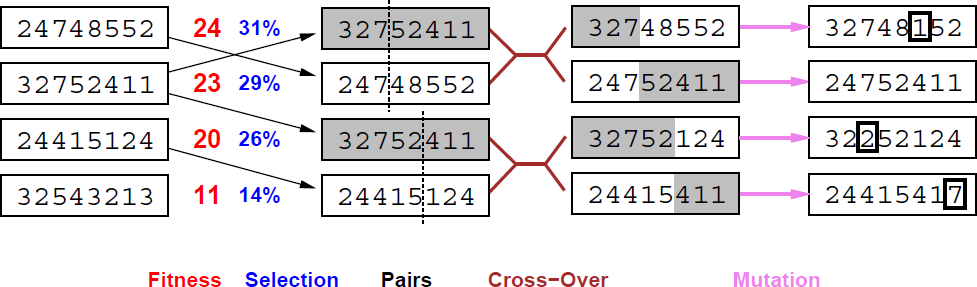 24748552 24 31% 32752411 32748552 32748152
32752411 23 29% 24748552 24752411 24752411
24415124 20 26% 32752411 32752124 32252124
32543213 11 14% 24415124 24415411 24415417
Fitness Selection Pairs Cross−Over Mutation